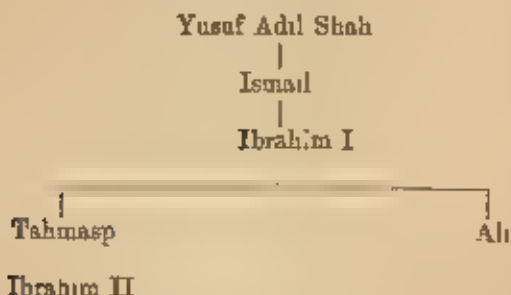 Yusuf Adil Shah
Ismail
Ibrahim I
Tahmasp Ali
Ibrahim II